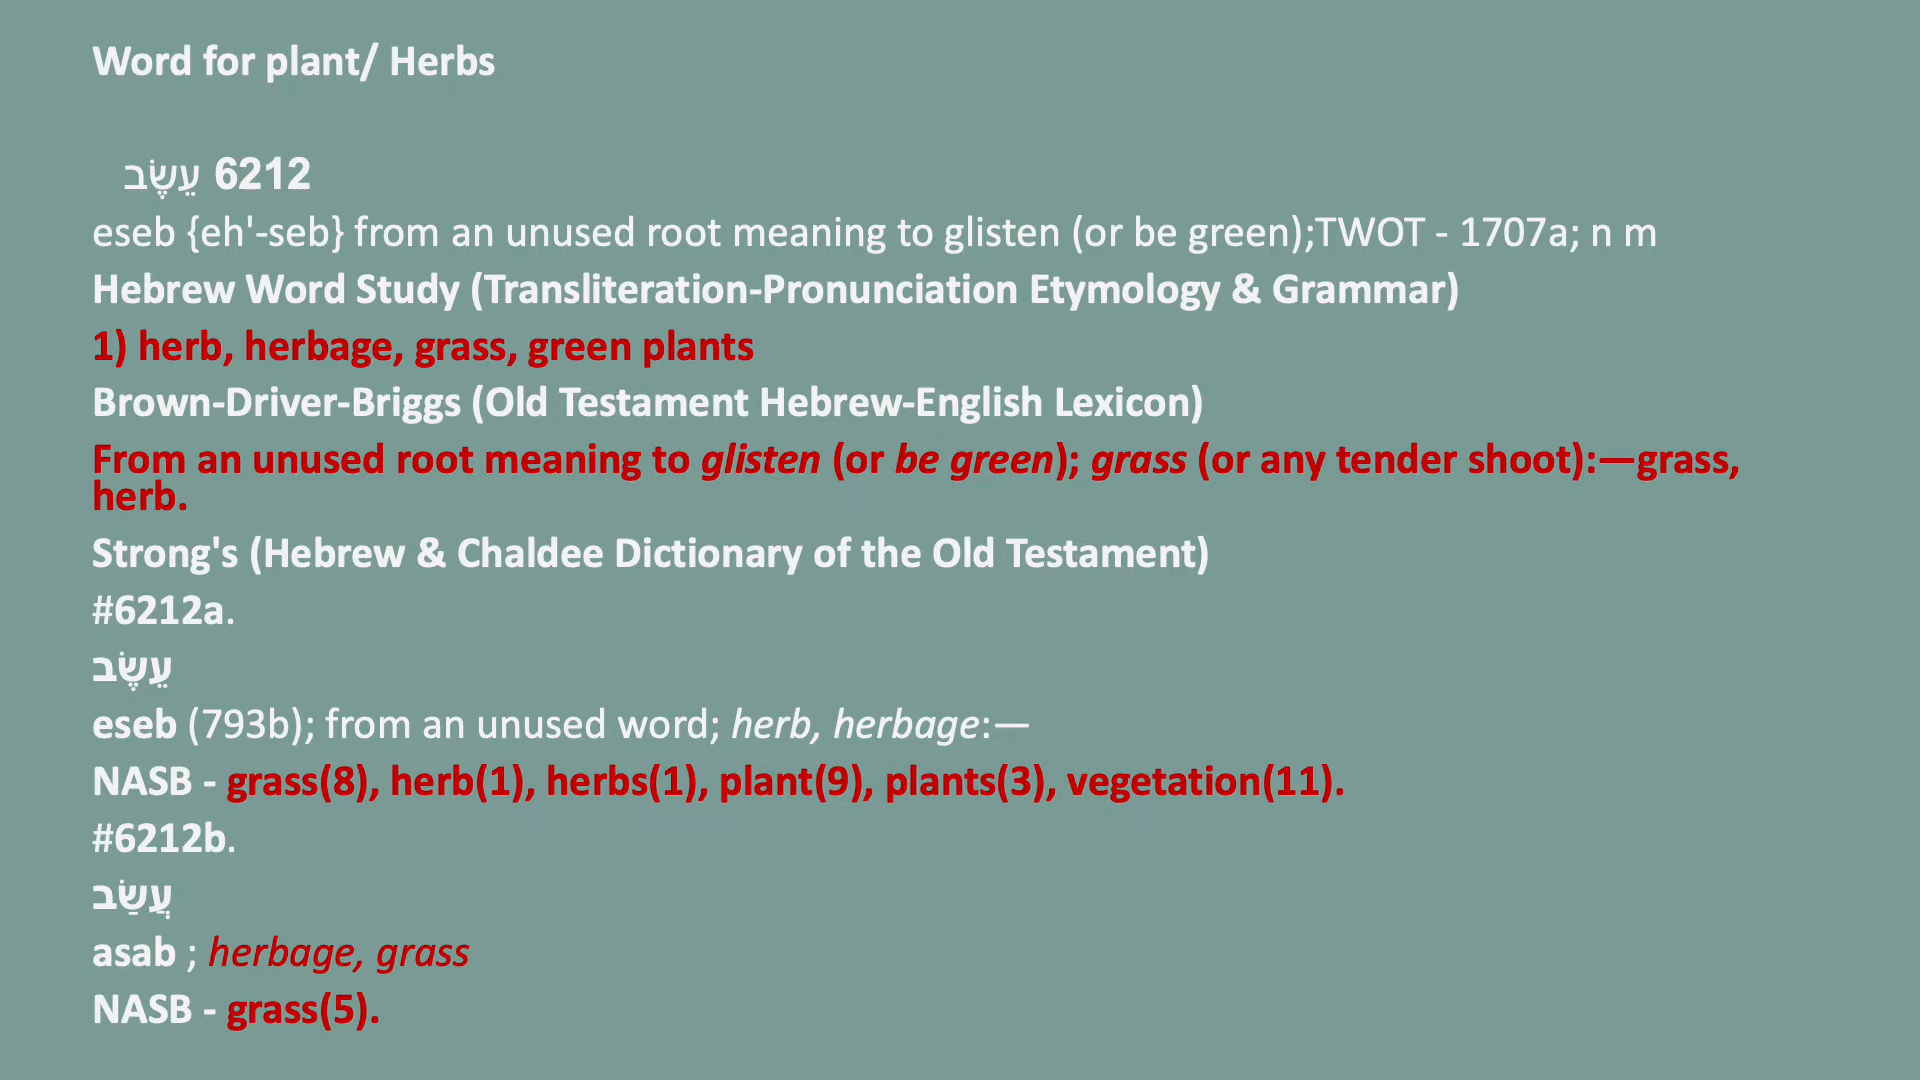 Word for plant/ Herbs
עֵשֶׂב 6212
eseb {eh'-seb} from an unused root meaning to glisten (or be green);TWOT - 1707a; n m
Hebrew Word Study (Transliteration-Pronunciation Etymology & Grammar)
1) herb, herbage, grass, green plants
Brown-Driver-Briggs (Old Testament Hebrew-English Lexicon)
From an unused root meaning to glisten (or be green); grass (or any tender shoot):—grass,
herb.
Strong's (Hebrew & Chaldee Dictionary of the Old Testament)
#6212a.
עֵשֶׂב
eseb (793b); from an unused word; herb, herbage:—
NASB - grass(8), herb(1), herbs(1), plant(9), plants(3), vegetation(11).
#6212b.
עֲשַׂב
asab ; herbage, grass
NASB - grass(5).